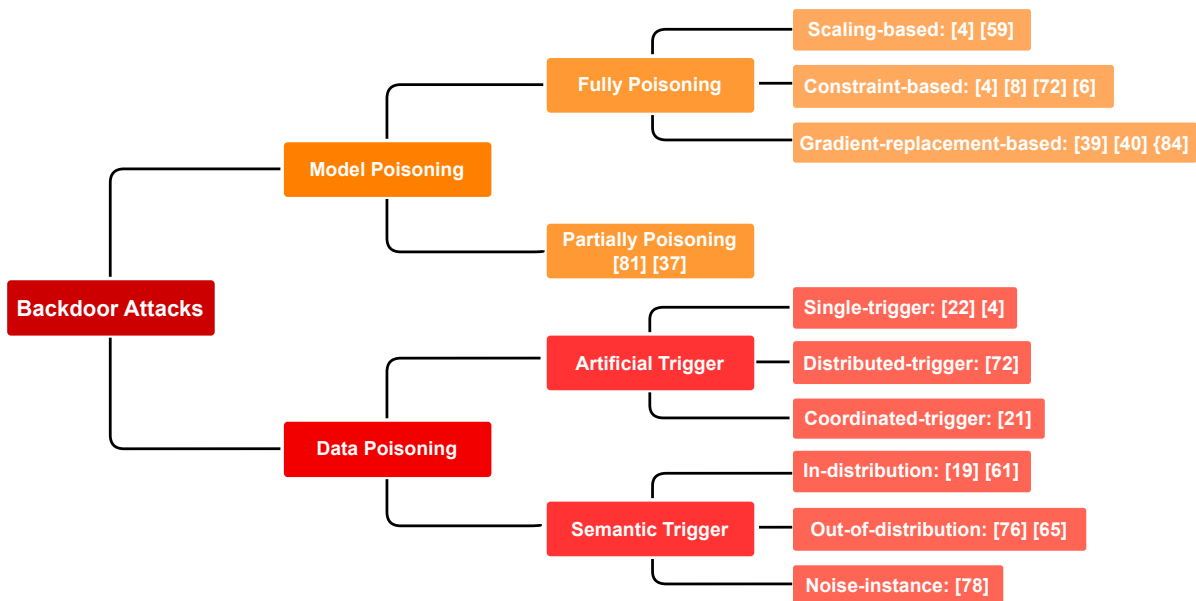 Scaling-based: [4] [59]
Fully Poisoning
Constraint-based: [4] [8] [72] [6]
Gradient-replacement-based: [39] [40] {84]
Model Poisoning
Partially Poisoning
[81] [37]
Backdoor Attacks
Single-trigger: [22] [4]
Artificial Trigger
Distributed-trigger: [72]
Coordinated-trigger: [21]
Data Poisoning
In-distribution: [19] [61]
Semantic Trigger
Out-of-distribution: [76] [65]
Noise-instance: [78]